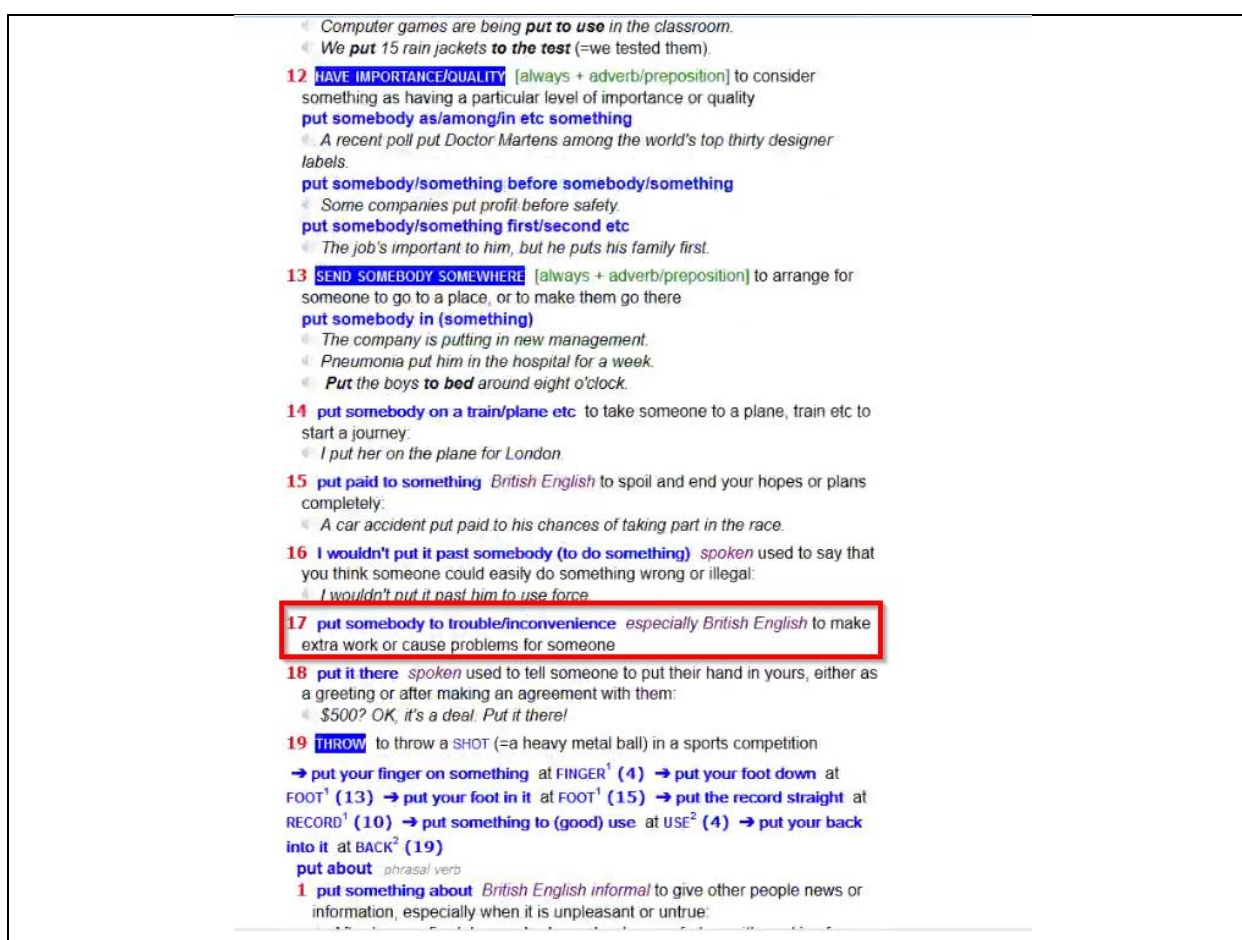 Computer games are being put to use in the classroom.
We put 15 rain jackets to the test (=we tested them).
12 HAVE IMPORTANCE/QUALITY [always + adverb/preposition] to consider
something as having a particular level of importance or quality
put somebody as/among/in etc something
A recent poll put Doctor Martens among the world's top thirty designer
labels.
put somebody/something before somebody/something
Some companies put profit before safety.
put somebody/something first/second etc
The job's important to him, but he puts his family first.
13 SEND SOMEBODY SOMEWHERE [always + adverb/preposition] to arrange for
someone to go to a place, or to make them go there
put somebody in (something)
The company is putting in new management.
Pneumonia put him in the hospital for a week.
Put the boys to bed around eight o'clock.
14 put somebody on a train/plane etc to take someone to a plane, train etc to
start a journey:
I put her on the plane for London.
15 put paid to something British English to spoil and end your hopes or plans
completely:
A car accident put paid to his chances of taking part in the race.
16 I wouldn't put it past somebody (to do something) spoken used to say that
you think someone could easily do something wrong or illegal:
I wouldn't put it past him to use force.
17 put somebody to trouble/inconvenience especially British English to make
extra work or cause problems for someone
18 put it there spoken used to tell someone to put their hand in yours, either as
a greeting or after making an agreement with them:
$500? OK, it's a deal. Put it there!
19 THROW to throw a SHOT (=a heavy metal ball) in a sports competition
→ put your finger on something at FINGER¹ (4) → put your foot down at
FOOT¹ (13) → put your foot in it at FOOT¹ (15) → put the record straight at
RECORD¹ (10) → put something to (good) use at USE² (4) → put your back
into it at BACK² (19)
put about phrasal verb
1 put something about British English informal to give other people news or
information, especially when it is unpleasant or untrue: